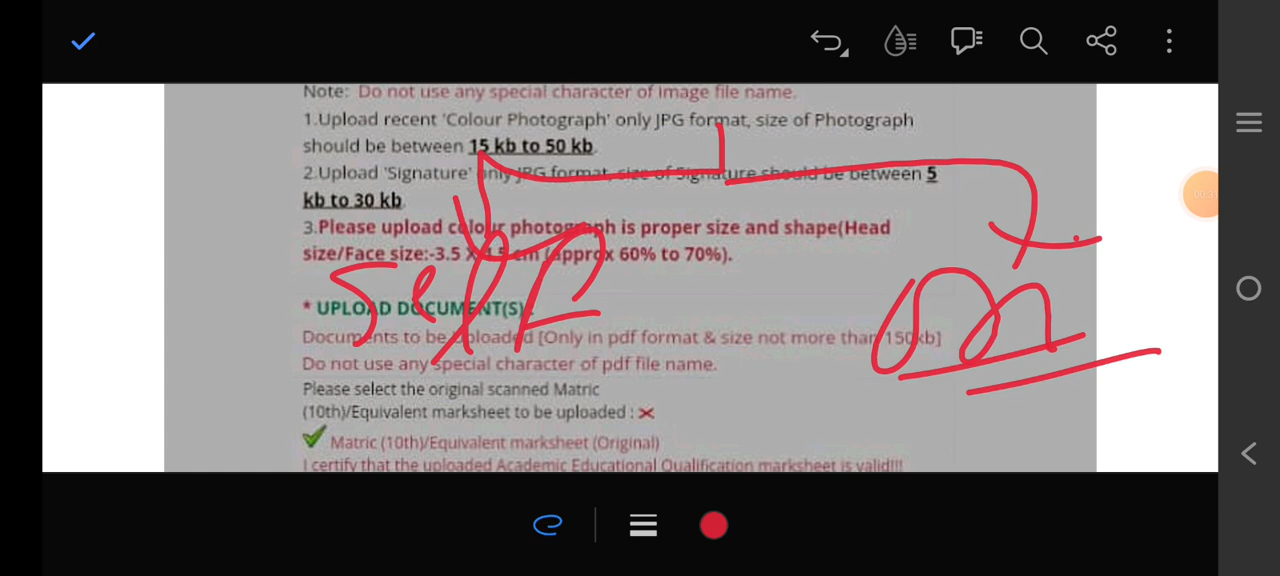 Note: Do not use any special character of image file name.
1.Upload recent 'Colour Photograph' only JPG format, size of Photograph
should be between 15 kb to 50 kb.
2.Upload 'Signature' only JPG format, size of Signature should be between 5
kb to 30 kb
3.Please upload colour photograph is proper size and shape(Head
size/Face size:-3.5 X 4.5 cm (approx 60% to 70%).
* UPLOAD DOCUMENT(S)
Documents to be Uploaded [Only in pdf format & size not more than 150kb]
Do not use any special character of pdf file name.
Please select the original scanned Matric
(10th)/Equivalent marksheet to be uploaded :
Matric (10th)/Equivalent marksheet (Original)
I certify that the uploaded Academic Educational Qualification marksheet is valid!!!